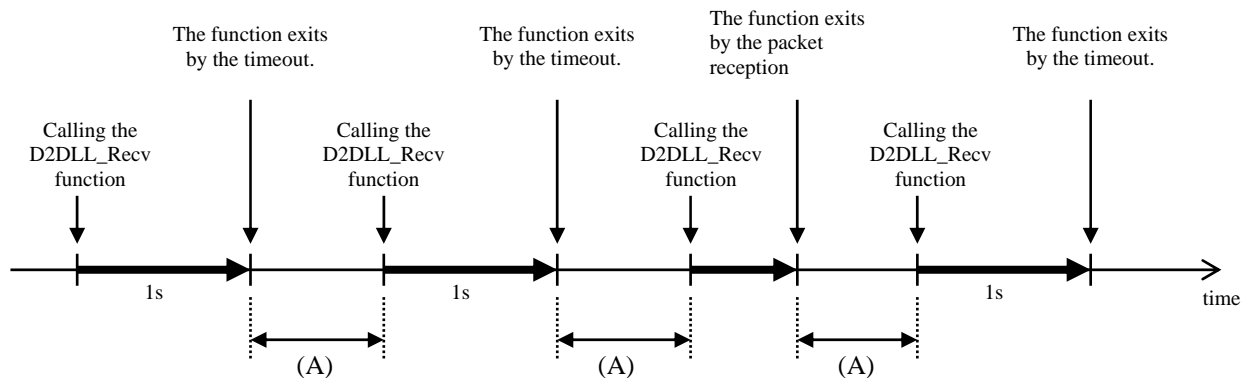 The function exits
by the timeout.
The function exits
by the timeout.
The function exits
by the packet
reception
The function exits
by the timeout.
Calling the
D2DLL_Recv
function
Calling the
D2DLL_Recv
function
Calling the
D2DLL_Recv
function
Calling the
D2DLL_Recv
function
1s
1s
1s
time
(A)
(A)
(A)